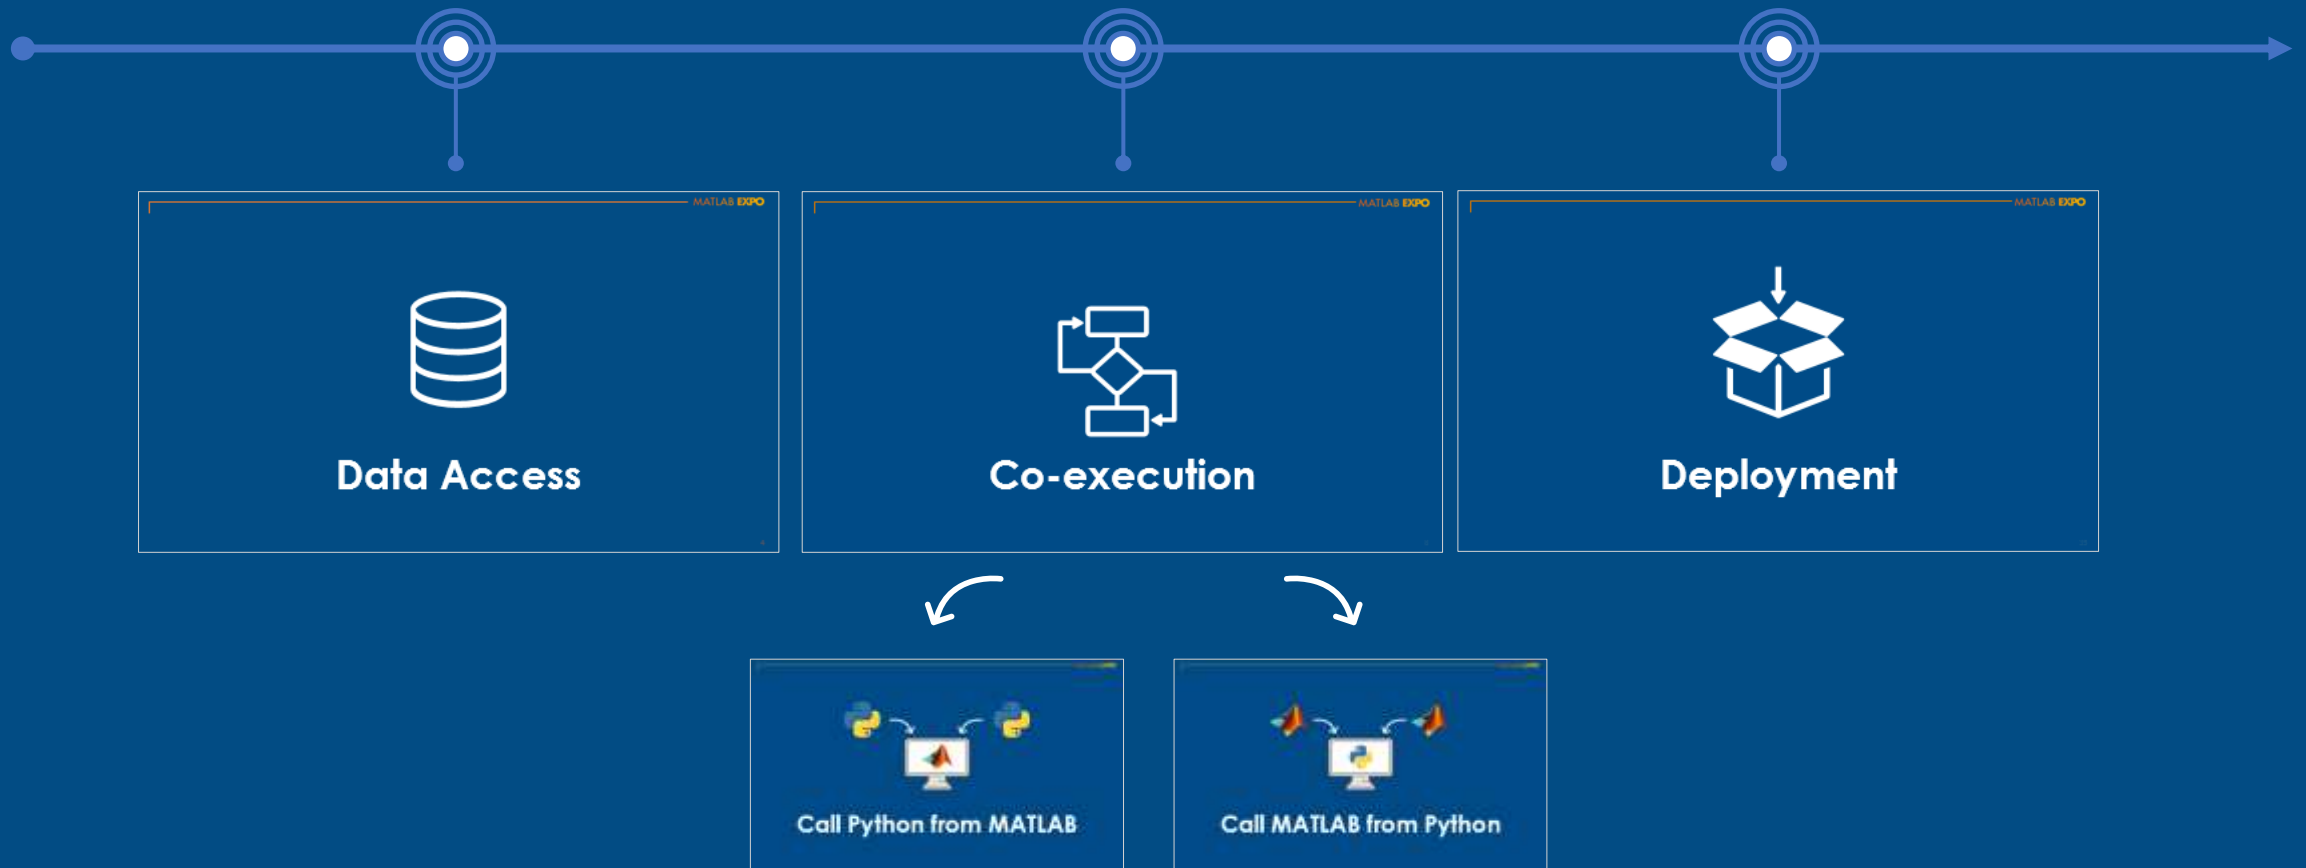 MATLAB EXPO
MATLAB EXPO
MATLAB EXPO
Data Access
Co-execution
Deployment
Call Python from MATLAB
Call MATLAB from Python